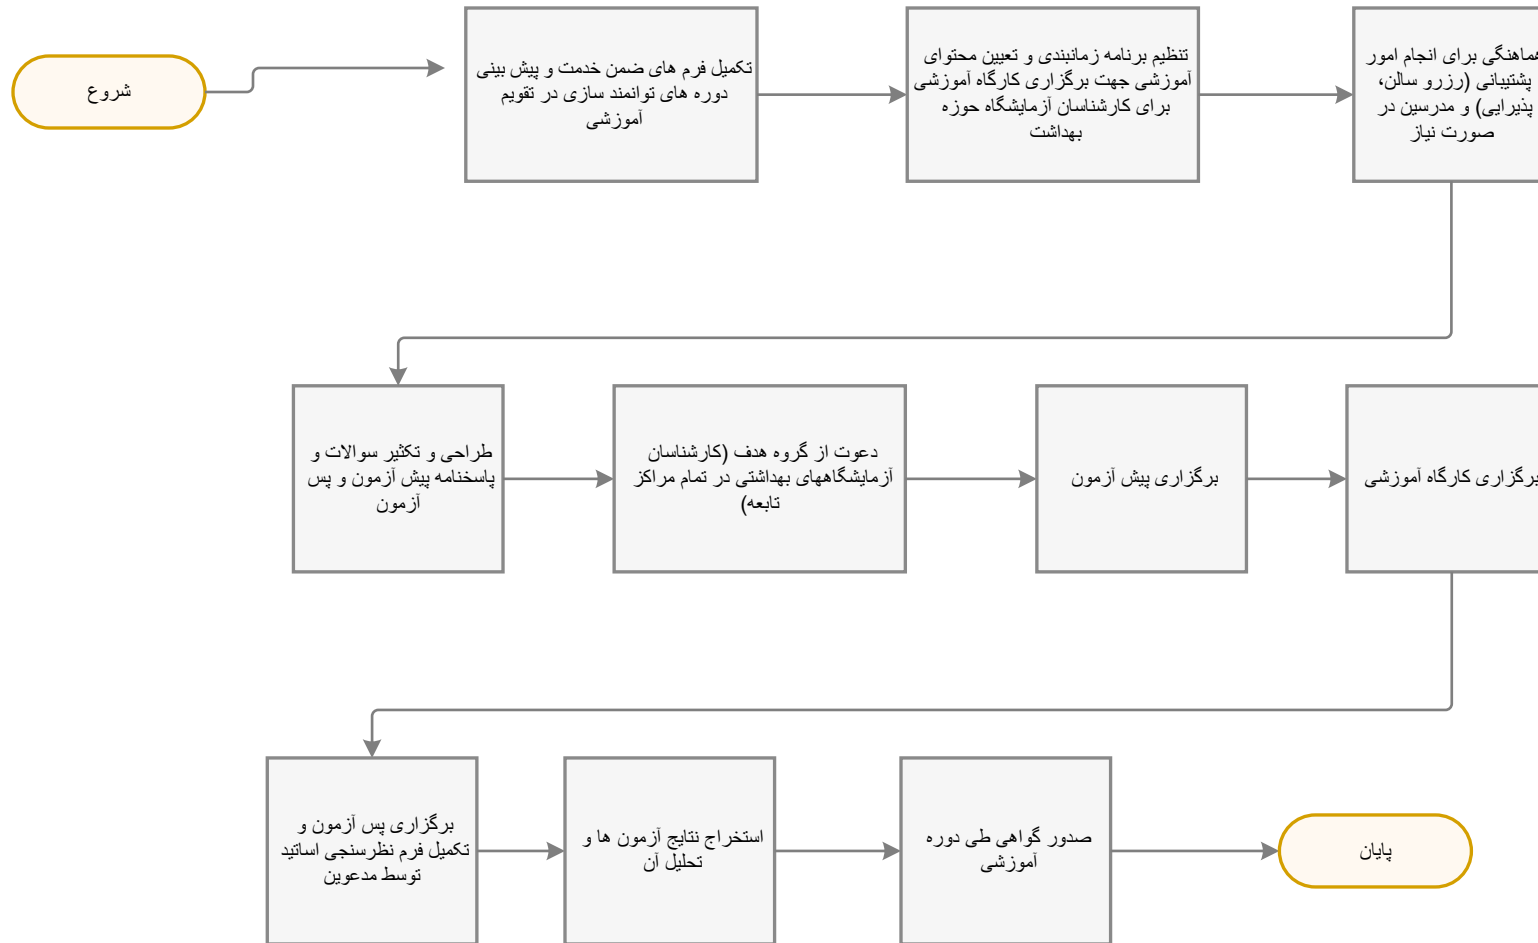 شروع
تکمیل فرم های ضمن خدمت و پیش بینی
دوره های توانمند سازی در تقویم
آموزشی
تنظیم برنامه زمانبندی و تعیین محتوای
آموزشی جهت برگزاری کارگاه آموزشی
برای کارشناسان آزمایشگاه حوزه
بهداشت
هماهنگی برای انجام امور
پشتیبانی (رزرو سالن،
پذیرایی) و مدرسین در
صورت نیاز
طراحی و تکثیر سوالات و
پاسخنامه پیش آزمون و پس
آزمون
دعوت از گروه هدف (کارشناسان
آزمایشگاههای بهداشتی در تمام مراکز
تابعه)
برگزاری پیش آزمون
برگزاری کارگاه آموزشی
برگزاری پس آزمون و
تکمیل فرم نظرسنجی اساتید
توسط مدعوین
استخراج نتایج آزمون ها و
تحلیل آن
صدور گواهی طی دوره
آموزشی
پایان